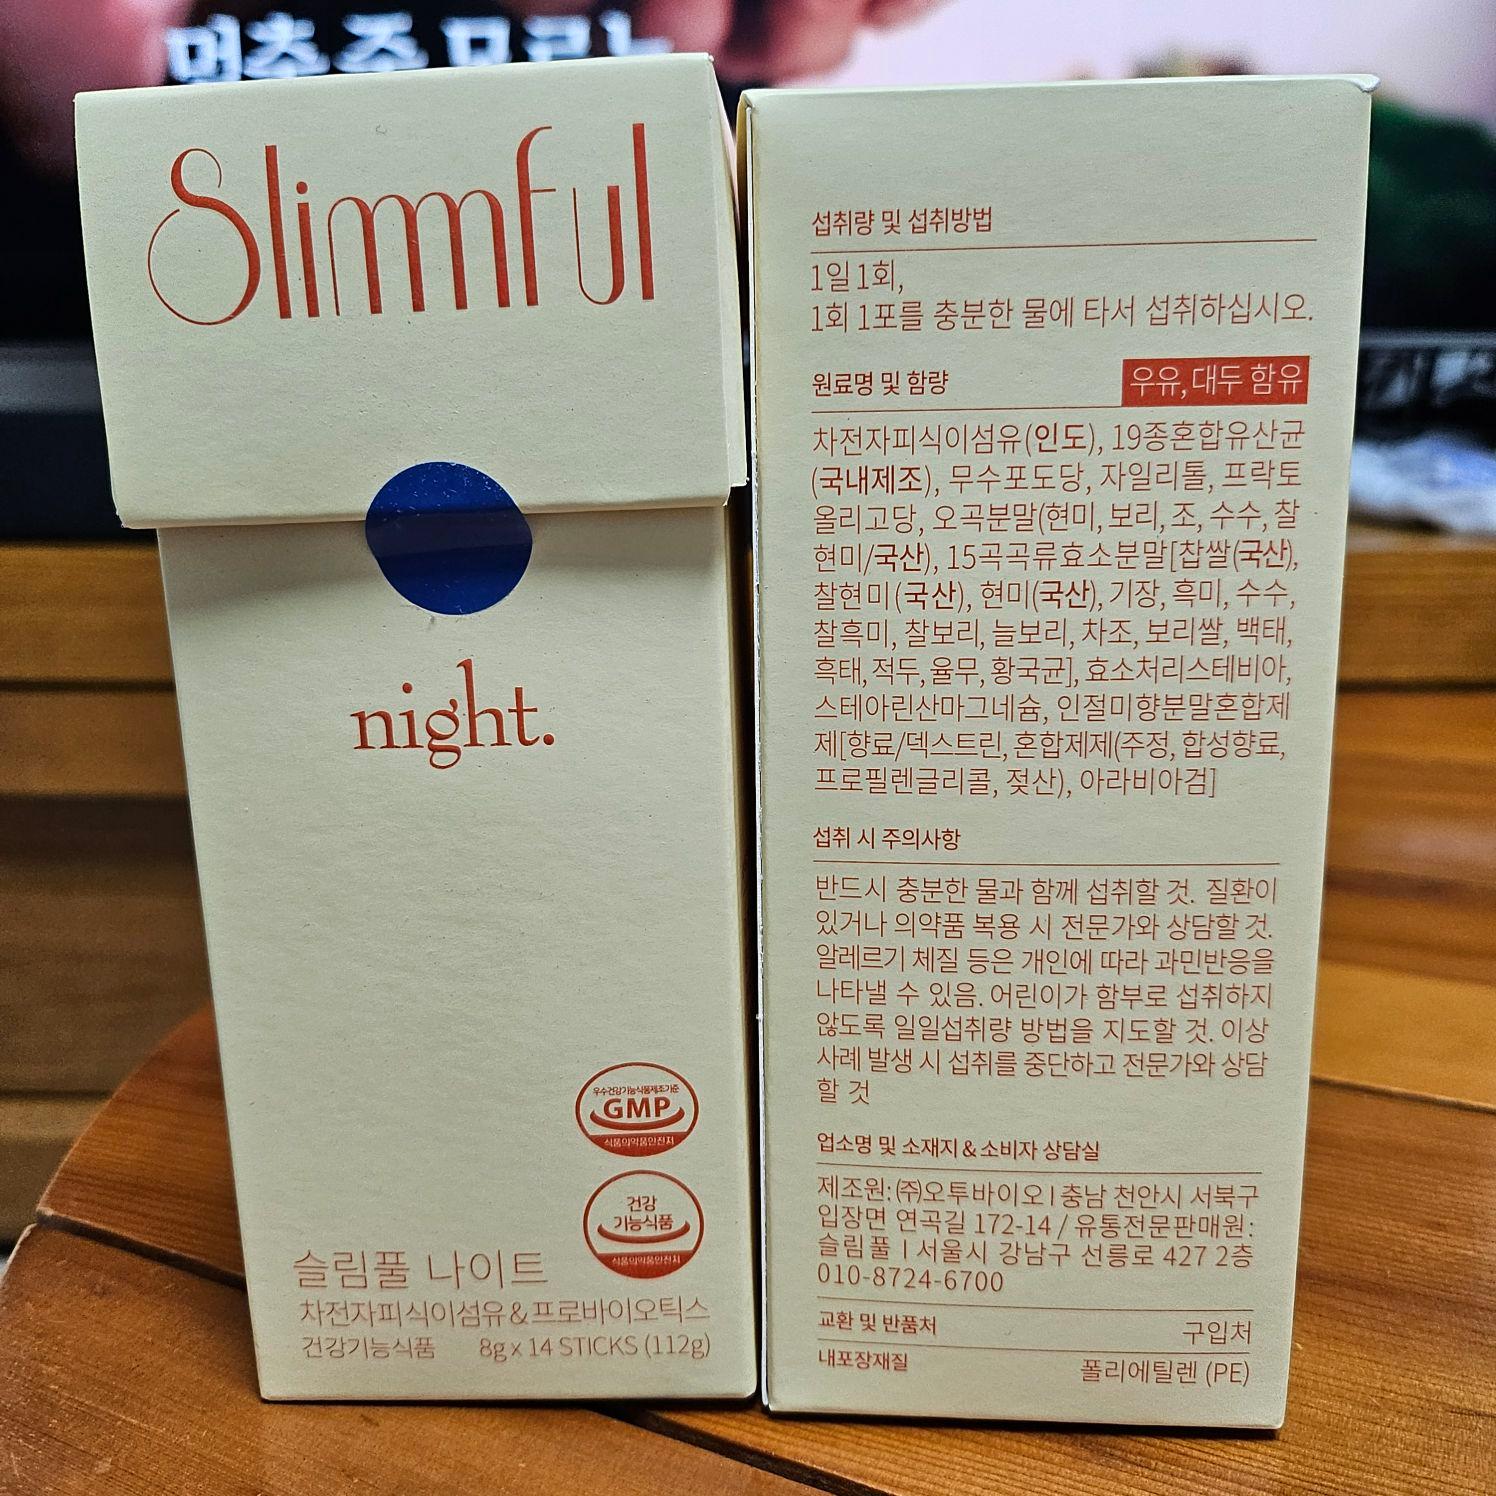 Slimmful
night.
우수건강기능식품제조기준
GMP
식품의약품안전처
건강
기능식품
식품의약품안전처
슬림풀 나이트
차전자피식이섬유&프로바이오틱스
건강기능식품 8g x 14 STICKS (112g)
섭취량 및 섭취방법
1일 1회,
1회 1포를 충분한 물에 타서 섭취하십시오.
원료명 및 함량 우유, 대두 함유
차전자피식이섬유(인도), 19종혼합유산균
(국내제조), 무수포도당, 자일리톨, 프락토
올리고당, 오곡분말(현미, 보리, 조, 수수, 찰
현미/국산), 15곡곡류효소분말[찹쌀(국산),
찰현미(국산), 현미(국산), 기장, 흑미, 수수,
찰흑미, 찰보리, 늘보리, 차조, 보리쌀, 백태,
흑태, 적두, 율무, 황국균], 효소처리스테비아,
스테아린산마그네슘, 인절미향분말혼합제
제[향료/덱스트린, 혼합제제(주정, 합성향료,
프로필렌글리콜, 젖산), 아라비아검]
섭취 시 주의사항
반드시 충분한 물과 함께 섭취할 것. 질환이
있거나 의약품 복용 시 전문가와 상담할 것.
알레르기 체질 등은 개인에 따라 과민반응을
나타낼 수 있음. 어린이가 함부로 섭취하지
않도록 일일섭취량 방법을 지도할 것. 이상
사례 발생 시 섭취를 중단하고 전문가와 상담
할 것
업소명 및 소재지 & 소비자 상담실
제조원: ㈜오투바이오 | 충남 천안시 서북구
입장면 연곡길 172-14 / 유통전문판매원:
슬림풀 | 서울시 강남구 선릉로 427 2층
010-8724-6700
교환 및 반품처 구입처
내포장재질 폴리에틸렌 (PE)